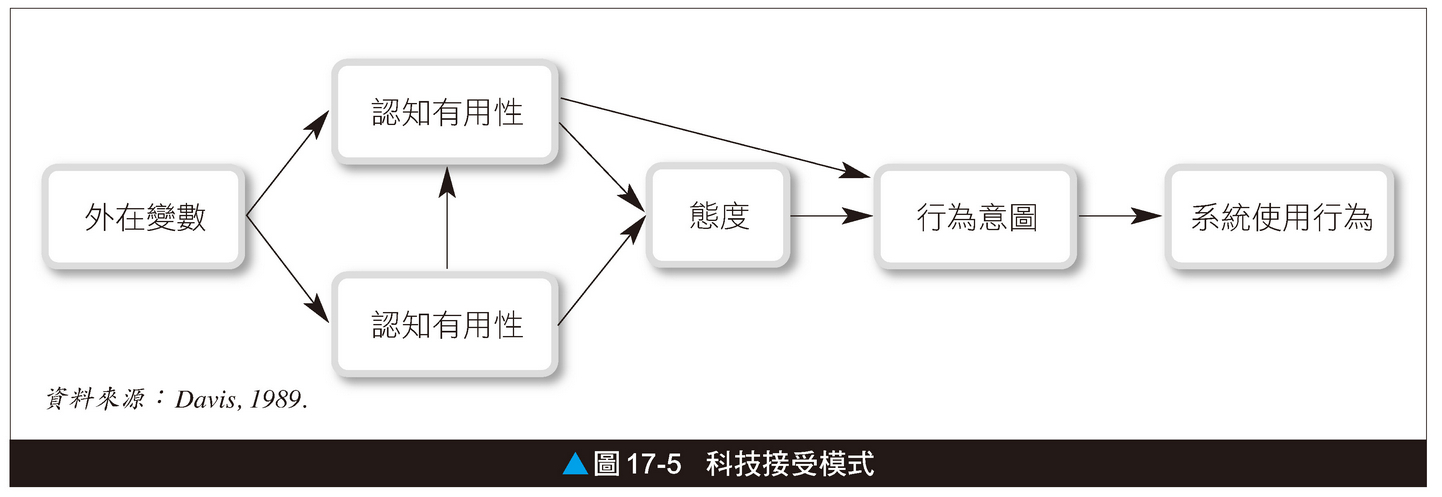 認知有用性
外在變數
態度
行為意圖
系統使用行為
認知有用性
資料來源：Davis, 1989.
▲圖 17-5 科技接受模式